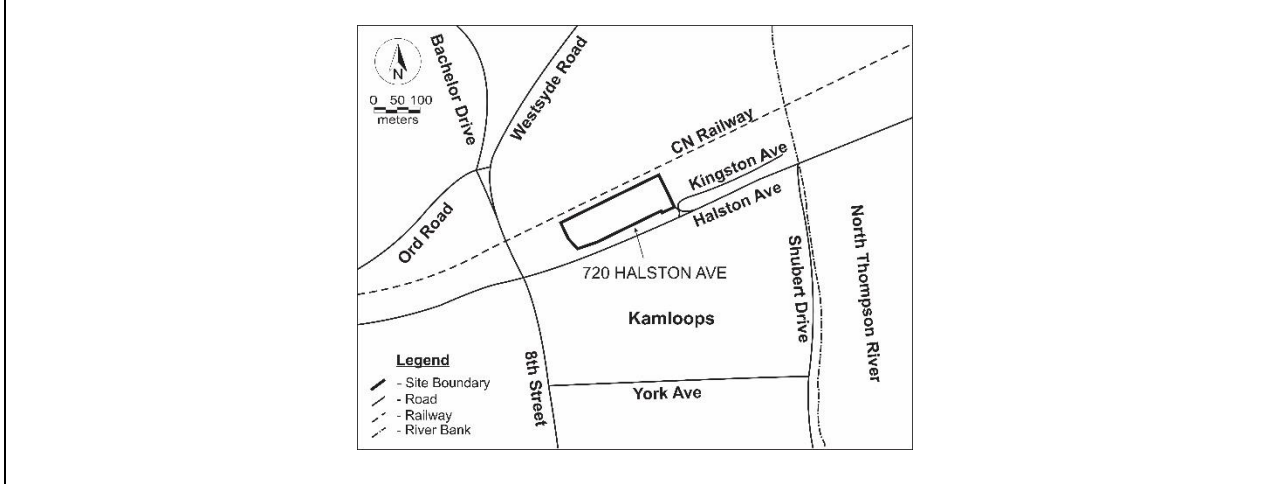 Bachelor Drive
Westsyde Road
N
0 50 100
meters
CN Railway
Kingston Ave
Halston Ave
Ord Road
720 HALSTON AVE
North Thompson River
Shubert Drive
Kamloops
Legend
- Site Boundary
- Road
- Railway
- River Bank
8th Street
York Ave